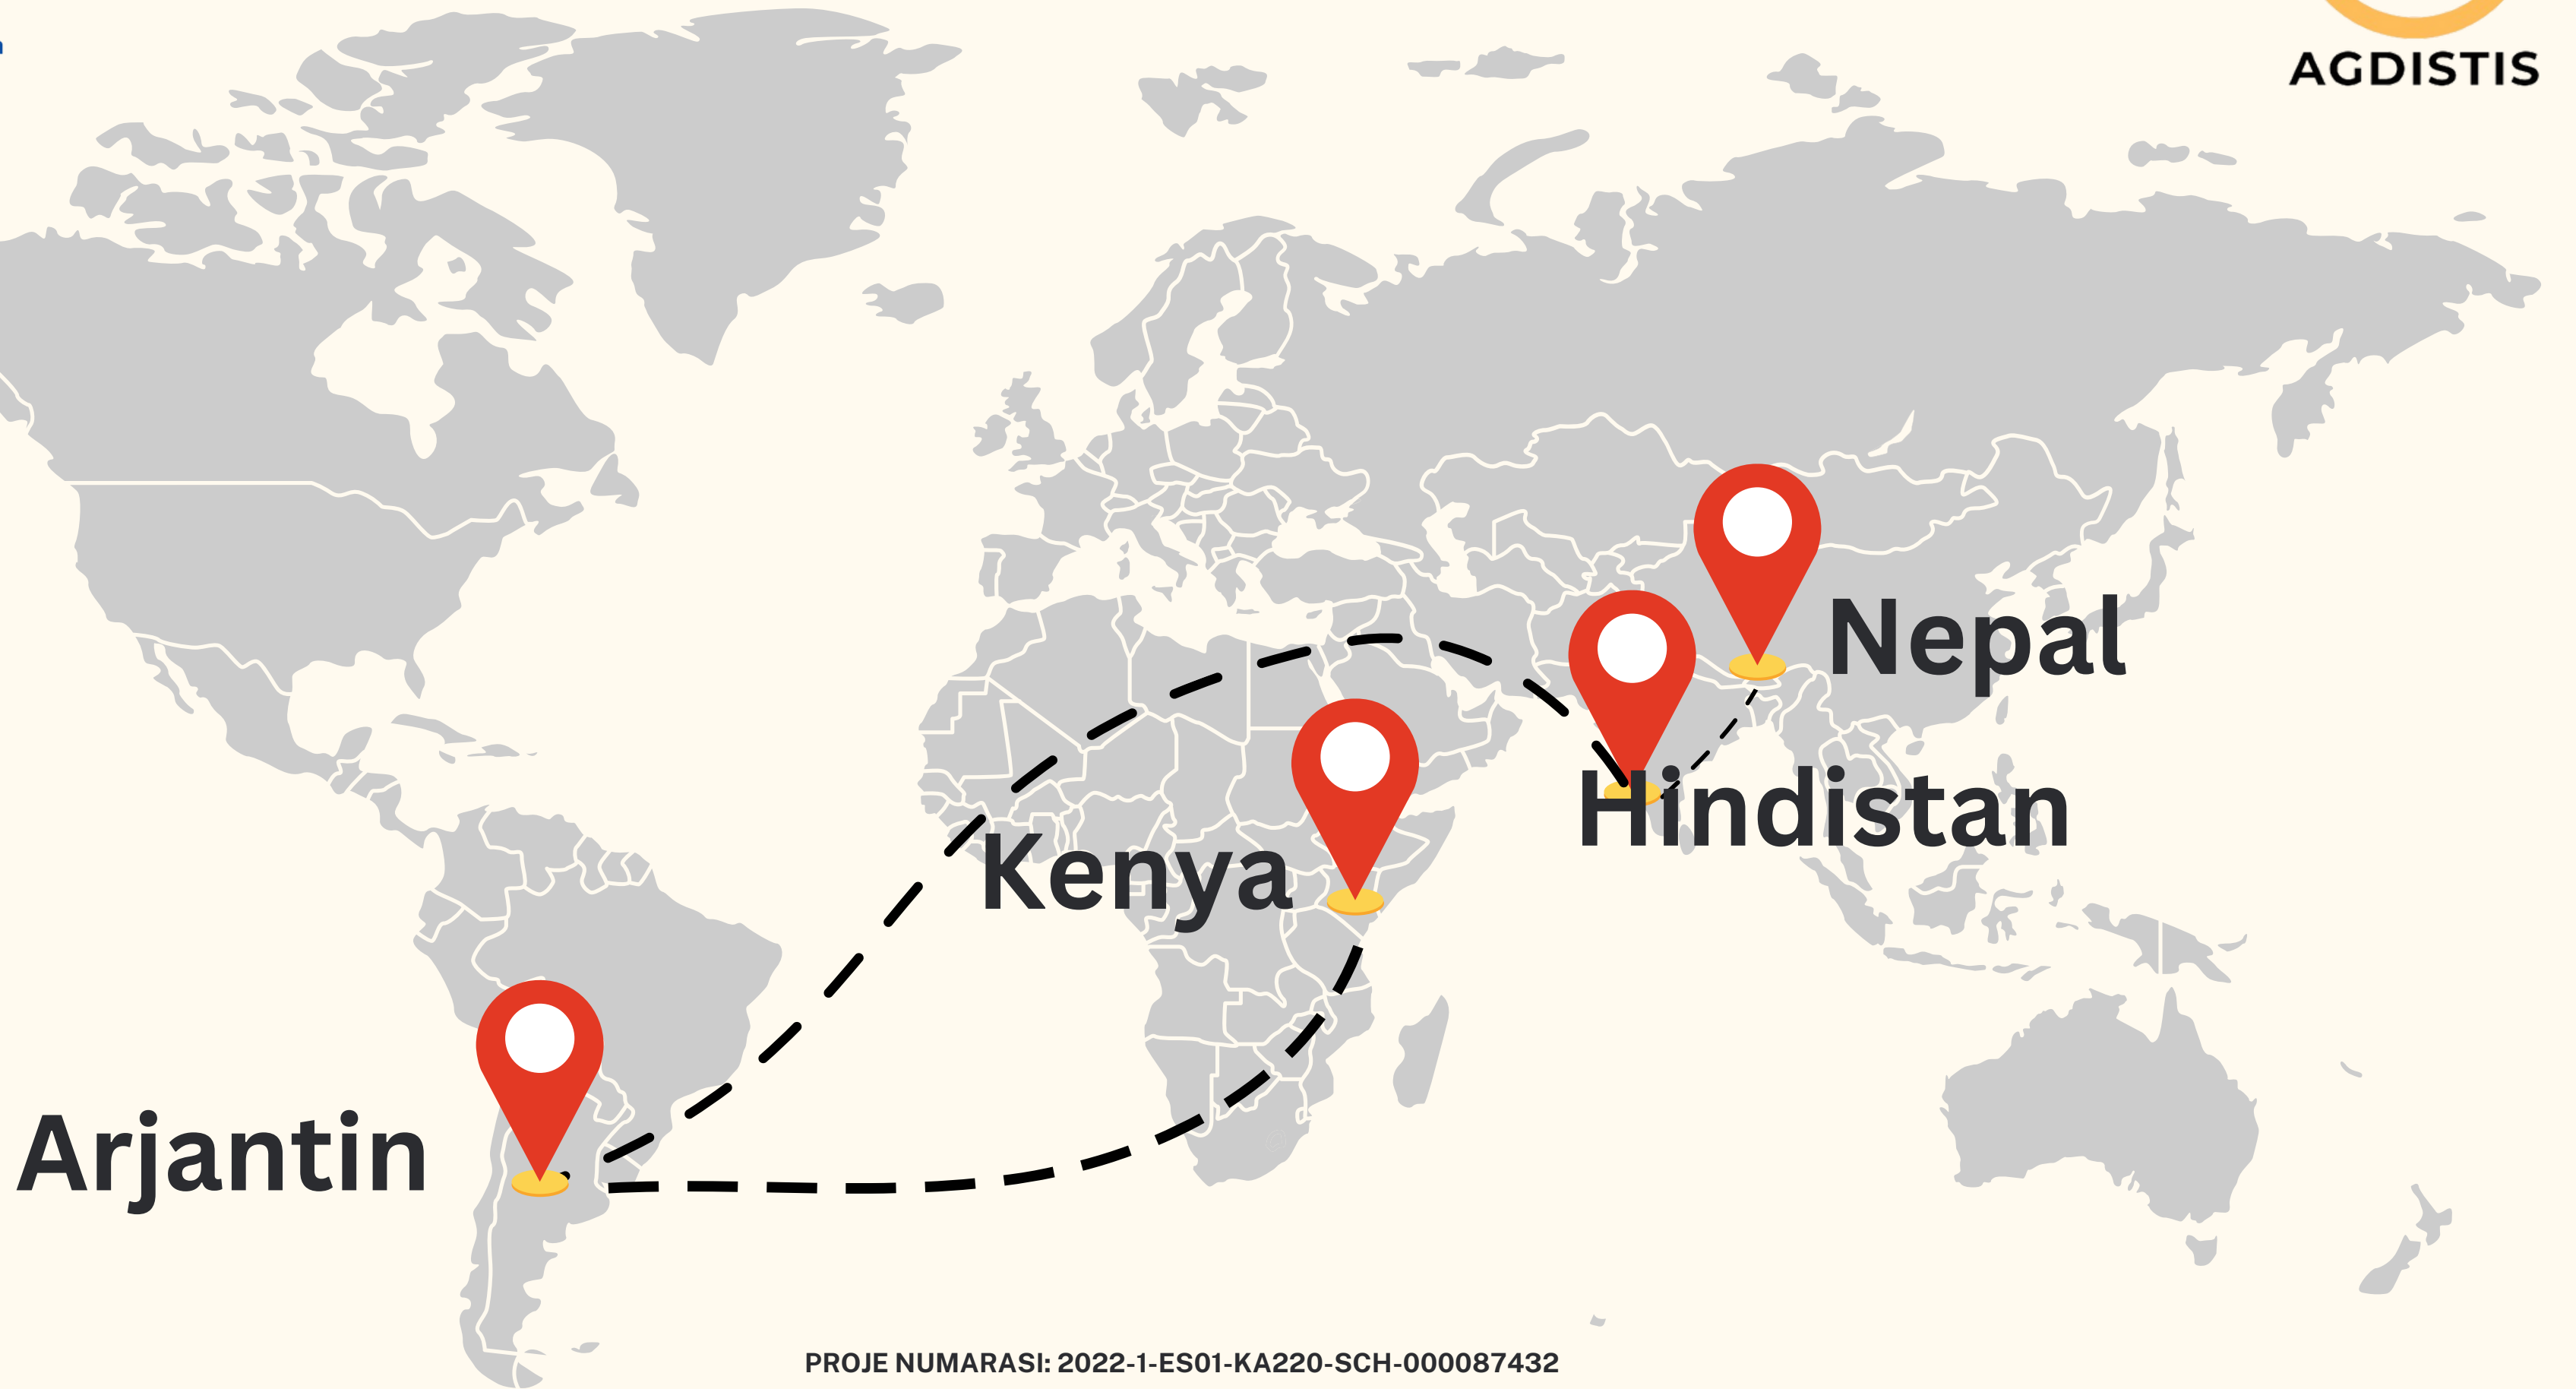 AGDISTIS
Nepal
Hindistan
Kenya
Arjantin
PROJE NUMARASI: 2022-1-ES01-KA220-SCH-000087432